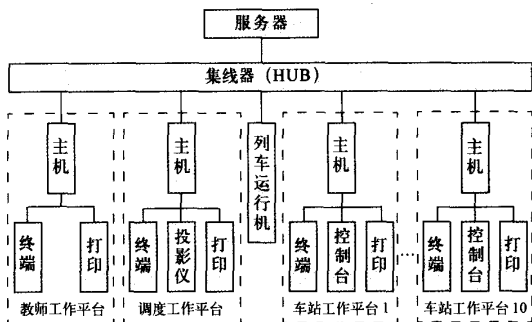 服务器
集线器 (HUB)
主机
主机
列车运行机
主机
主机
终端
打印
终端
投影仪
打印
终端
控制台
打印
...
终端
控制台
打印
教师工作平台
调度工作平台
车站工作平台1
车站工作平台10